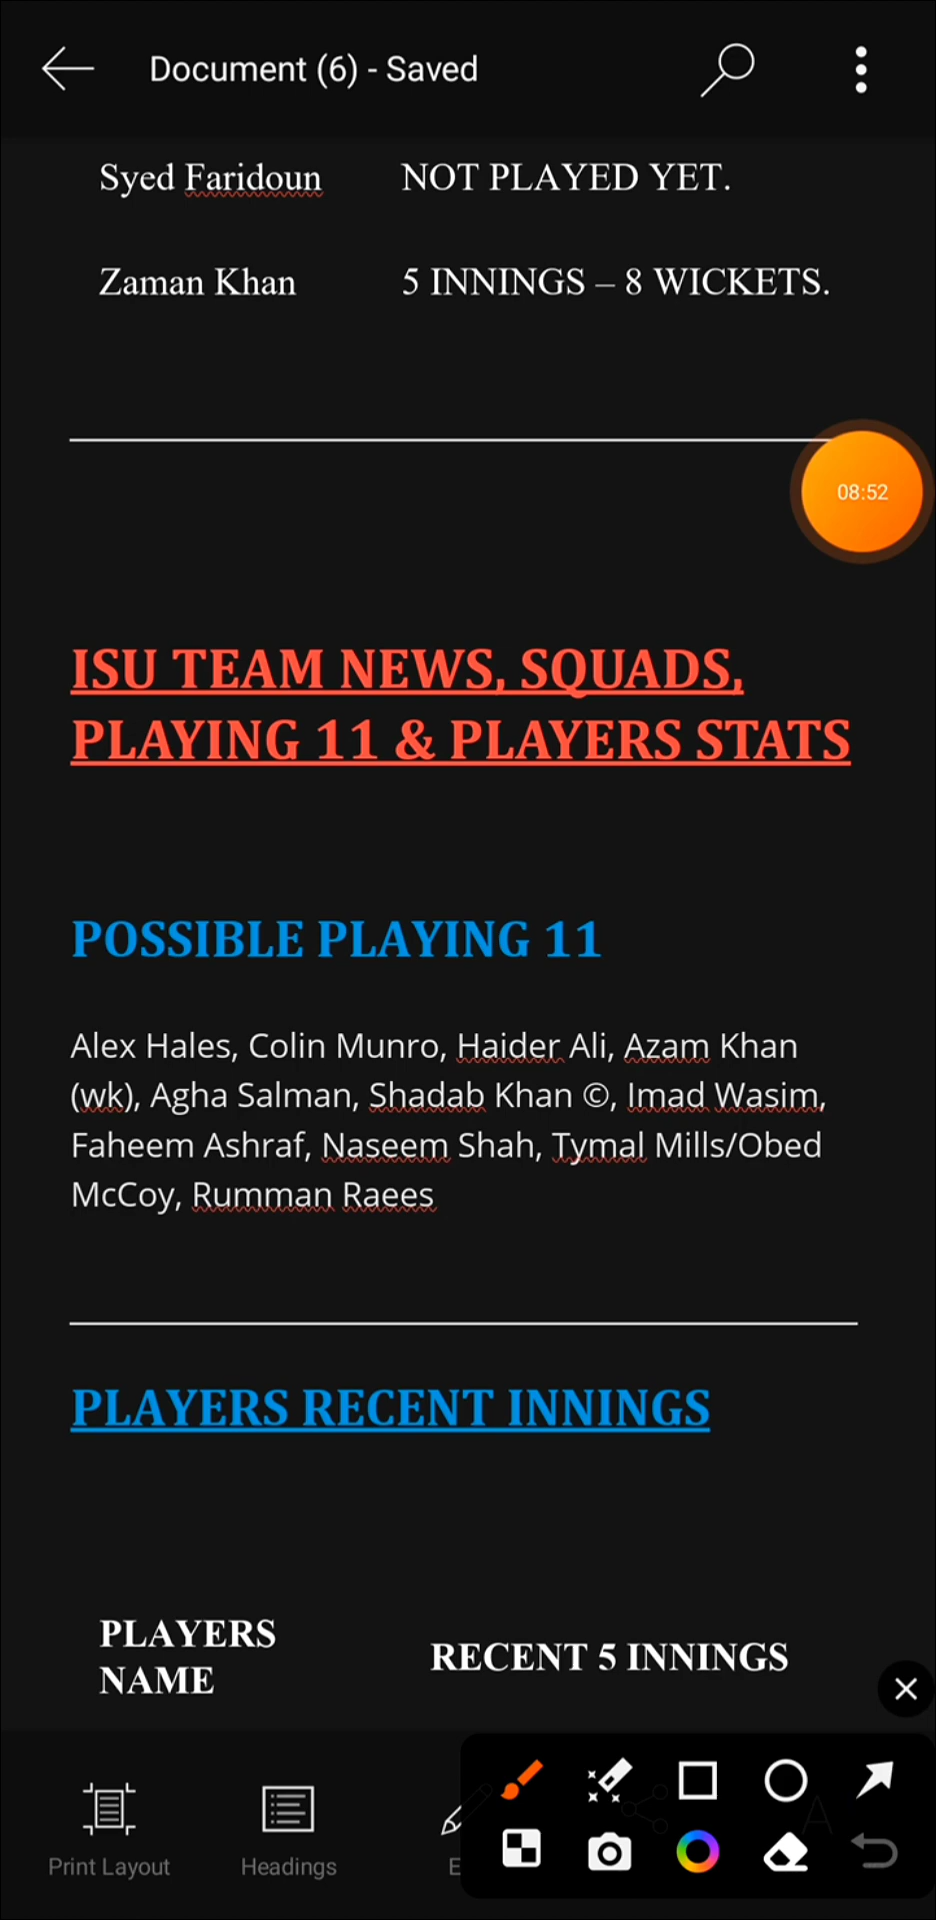 Document (6) - Saved
Syed Faridoun NOT PLAYED YET.
Zaman Khan 5 INNINGS – 8 WICKETS.
08:52
ISU TEAM NEWS, SQUADS,
PLAYING 11 & PLAYERS STATS
POSSIBLE PLAYING 11
Alex Hales, Colin Munro, Haider Ali, Azam Khan
(wk), Agha Salman, Shadab Khan ©, Imad Wasim,
Faheem Ashraf, Naseem Shah, Tymal Mills/Obed
McCoy, Rumman Raees
PLAYERS RECENT INNINGS
PLAYERS
NAME
RECENT 5 INNINGS
Print Layout Headings